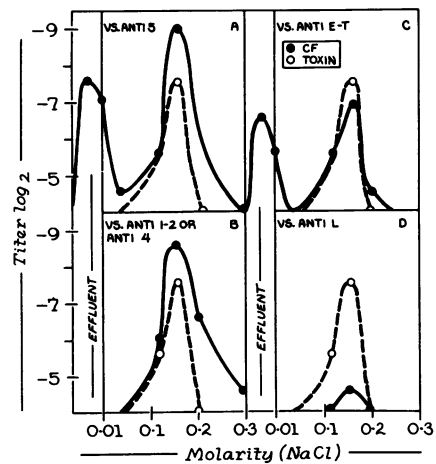 VS. ANTI 5 A
VS. ANTI E-T C
CF
TOXIN
VS. ANTI 1-2 OR
ANTI 4 B
VS. ANTI L D
-9
-7
-5
-9
-7
-5
Titer log2
EFFLUENT
EFFLUENT
0·01 0·1 0·2 0·3 0·01 0·1 0·2 0·3
Molarity (NaCl)